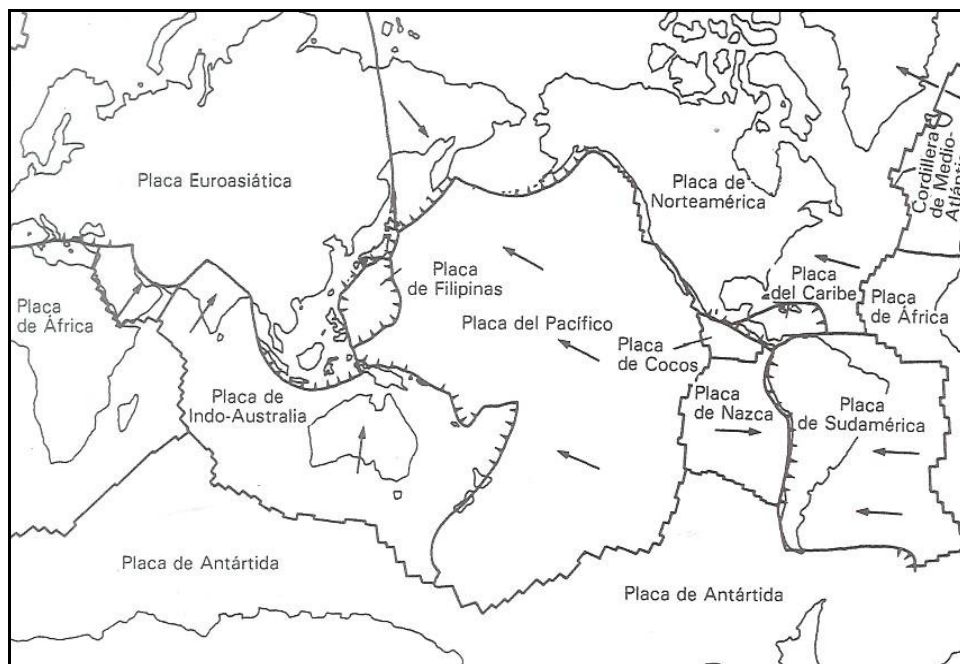 Placa Euroasiática
Placa de
Norteamérica
Cordillera
de Medio-
Placa
de Filipinas
Placa
del Caribe
Placa
de África
Placa
de África
Placa del Pacífico
Placa
de Cocos
Placa de
Indo-Australia
Placa
de Nazca
Placa
de Sudamérica
Placa de Antártida
Placa de Antártida